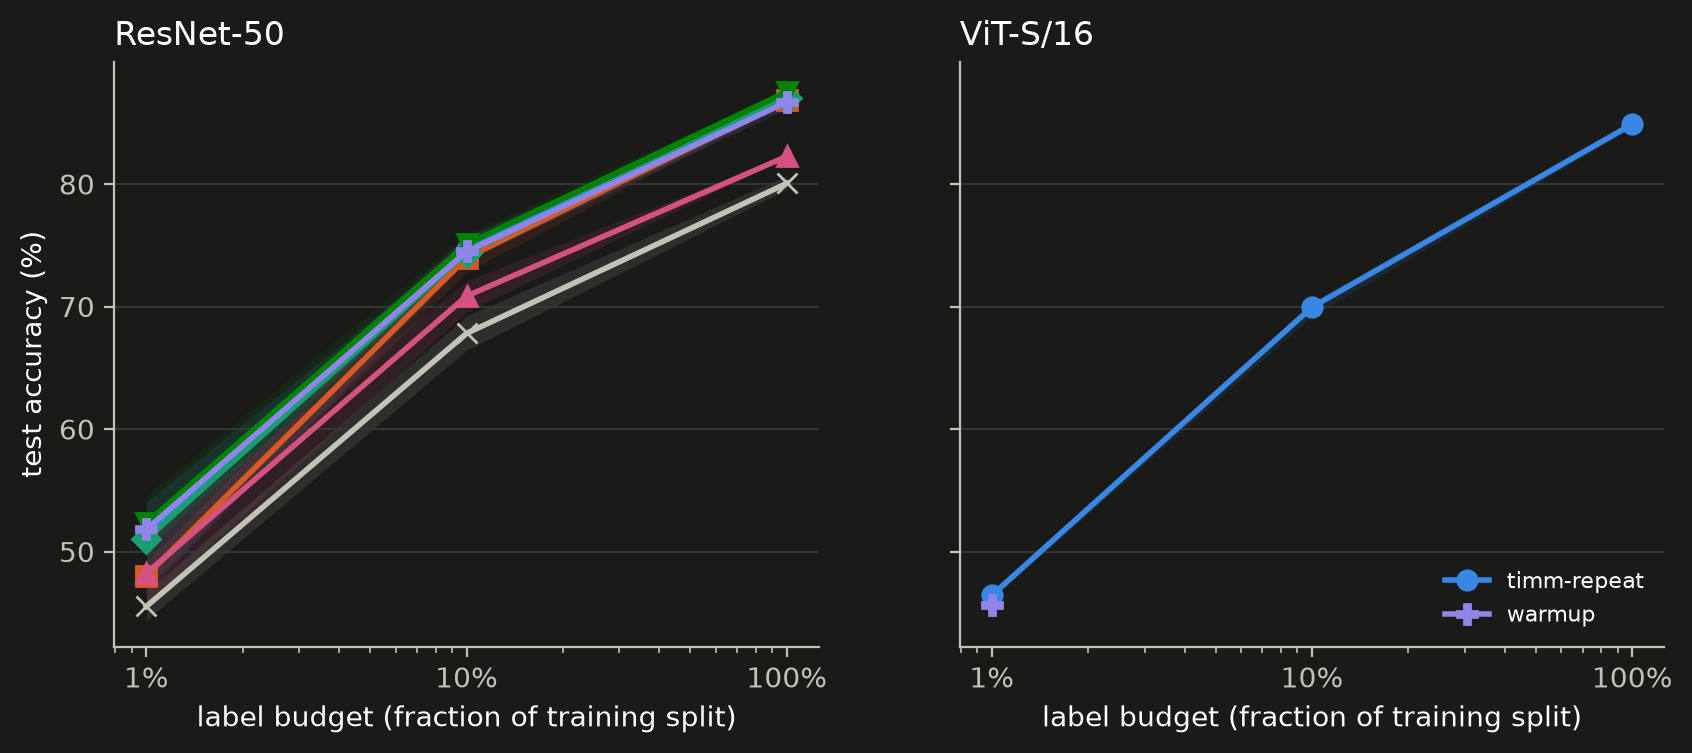 ResNet-50
test accuracy (%)
80
70
60
50
1%
10%
100%
label budget (fraction of training split)
ViT-S/16
timm-repeat
warmup
1%
10%
100%
label budget (fraction of training split)